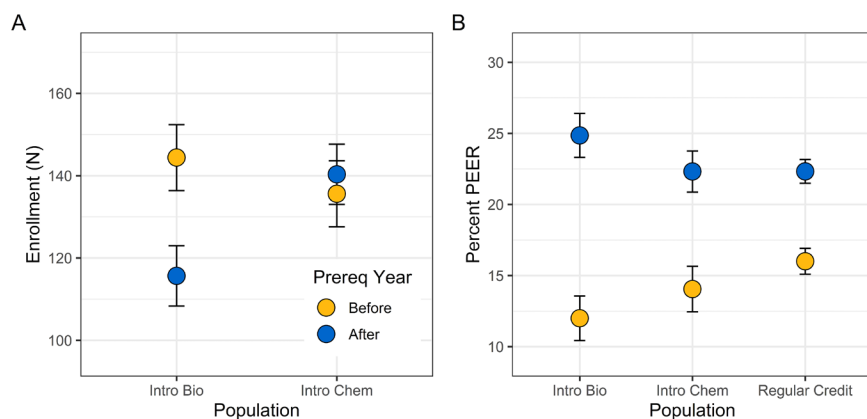 A
Enrollment (N)
160
140
120
100
Prereq Year
Before
After
Intro Bio
Intro Chem
Population
B
Percent PEER
30
25
20
15
10
Intro Bio
Intro Chem
Regular Credit
Population